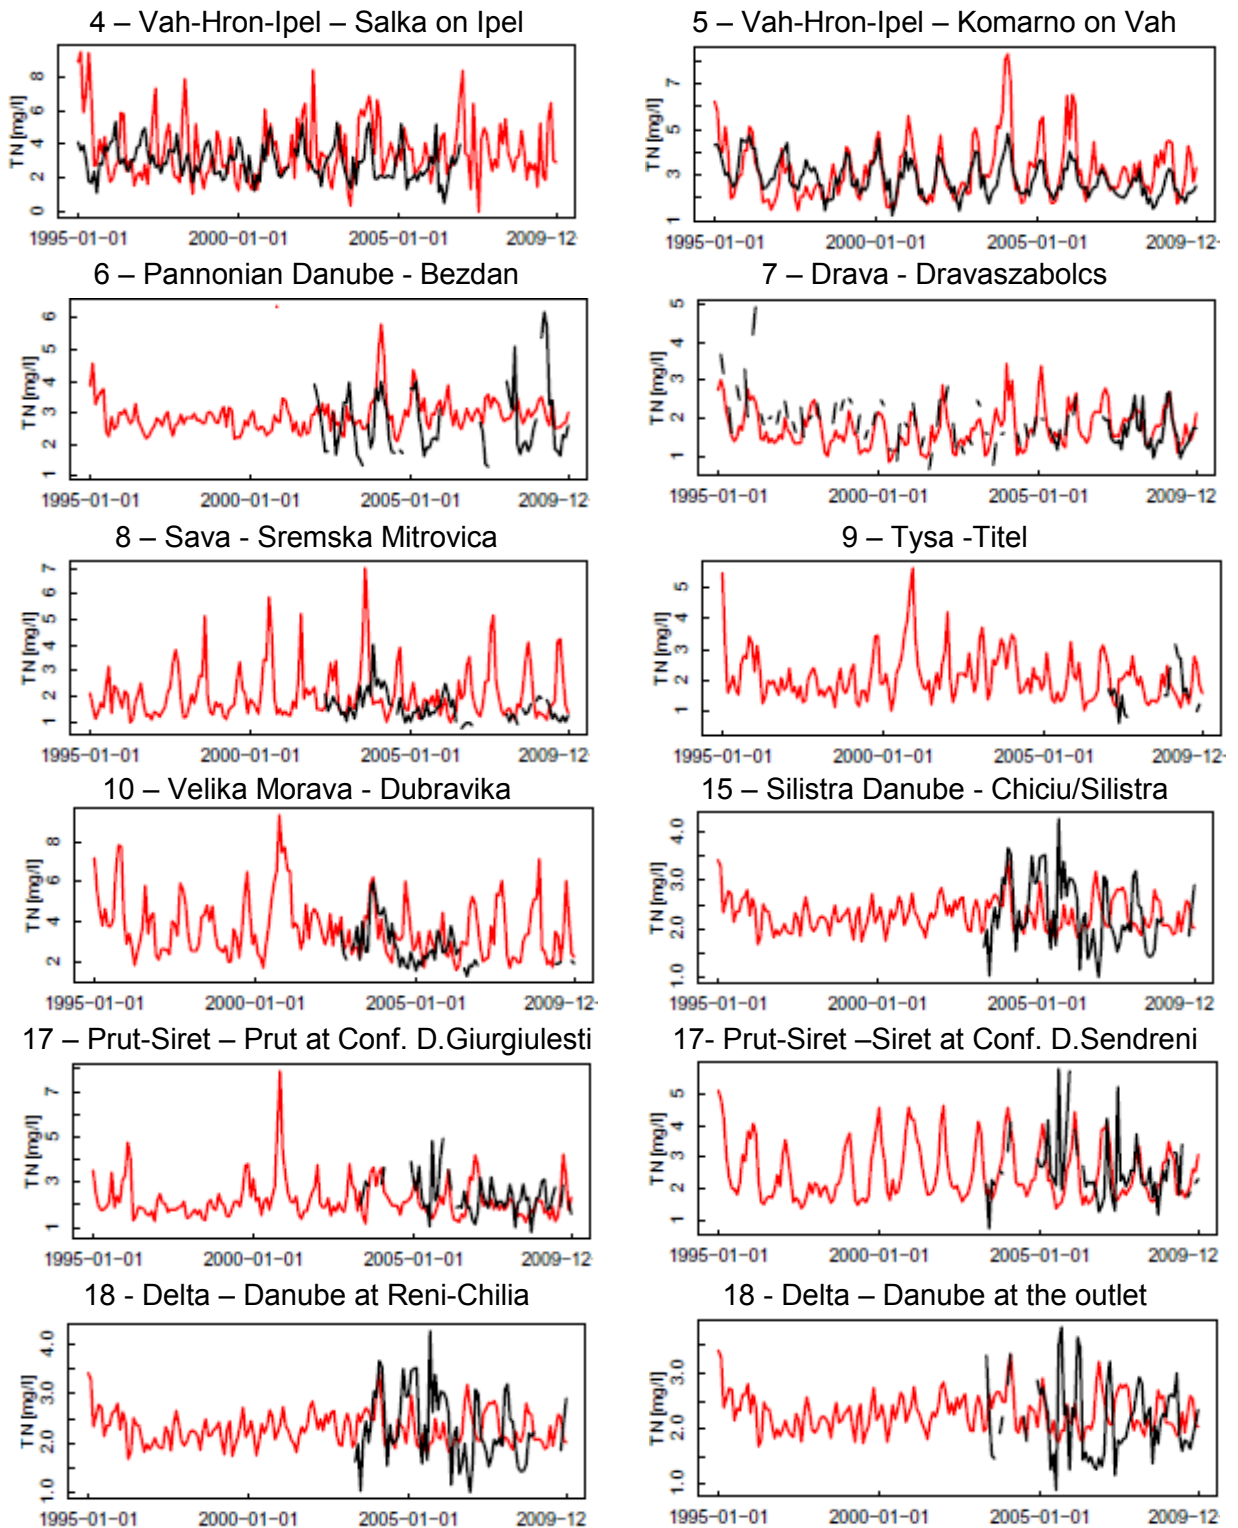 4 – Vah-Hron-Ipel – Salka on Ipel
5 – Vah-Hron-Ipel – Komarno on Vah
TN [mg/l]
0 2 4 6 8
1995-01-01 2000-01-01 2005-01-01 2009-12
TN [mg/l]
1 3 5 7
1995-01-01 2000-01-01 2005-01-01 2009-12-
6 – Pannonian Danube - Bezdan
7 – Drava - Dravaszabolcs
TN [mg/l]
1 2 3 4 5 6
1995-01-01 2000-01-01 2005-01-01 2009-12-
TN [mg/l]
1 2 3 4 5
1995-01-01 2000-01-01 2005-01-01 2009-12
8 – Sava - Sremska Mitrovica
9 – Tysa -Titel
TN [mg/l]
1 2 3 4 5 6 7
1995-01-01 2000-01-01 2005-01-01 2009-12-
TN [mg/l]
1 2 3 4 5
1995-01-01 2000-01-01 2005-01-01 2009-12-
10 – Velika Morava - Dubravika
15 – Silistra Danube - Chiciu/Silistra
TN [mg/l]
2 4 6 8
1995-01-01 2000-01-01 2005-01-01 2009-12-
TN [mg/l]
1.0 2.0 3.0 4.0
1995-01-01 2000-01-01 2005-01-01 2009-12
17 – Prut-Siret – Prut at Conf. D.Giurgiulesti
17- Prut-Siret –Siret at Conf. D.Sendreni
TN [mg/l]
1 3 5 7
1995-01-01 2000-01-01 2005-01-01 2009-12-
TN [mg/l]
1 2 3 4 5
1995-01-01 2000-01-01 2005-01-01 2009-12
18 - Delta – Danube at Reni-Chilia
18 - Delta – Danube at the outlet
TN [mg/l]
1.0 2.0 3.0 4.0
1995-01-01 2000-01-01 2005-01-01 2009-12
TN [mg/l]
1.0 2.0 3.0
1995-01-01 2000-01-01 2005-01-01 2009-12